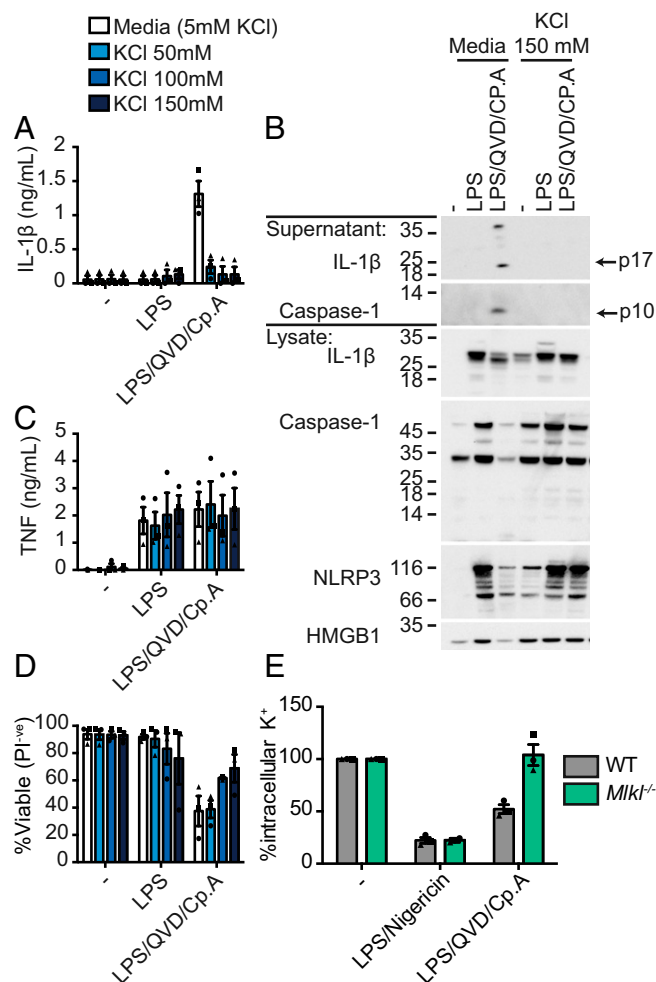 Media (5mM KCl)
KCl 50mM
KCl 100mM
KCl 150mM
A
IL-1β (ng/mL)
2
1.5
1
0.5
0
-
LPS
LPS/QVD/Cp.A
B
Media
KCl
150 mM
-
LPS
LPS/QVD/CP.A
-
LPS
LPS/QVD/CP.A
Supernatant:
35
IL-1β
25
18
←p17
14
Caspase-1
←p10
Lysate:
IL-1β
35
25
18
Caspase-1
45
35
25
18
14
NLRP3
116
66
HMGB1
35
C
TNF (ng/mL)
5
4
3
2
1
0
-
LPS
LPS/QVD/Cp.A
D
%Viable (PI-ve)
100
80
60
40
20
0
-
LPS
LPS/QVD/Cp.A
E
%intracellular K+
150
100
50
0
-
LPS/Nigericin
LPS/QVD/Cp.A
WT
Mlkl-/-